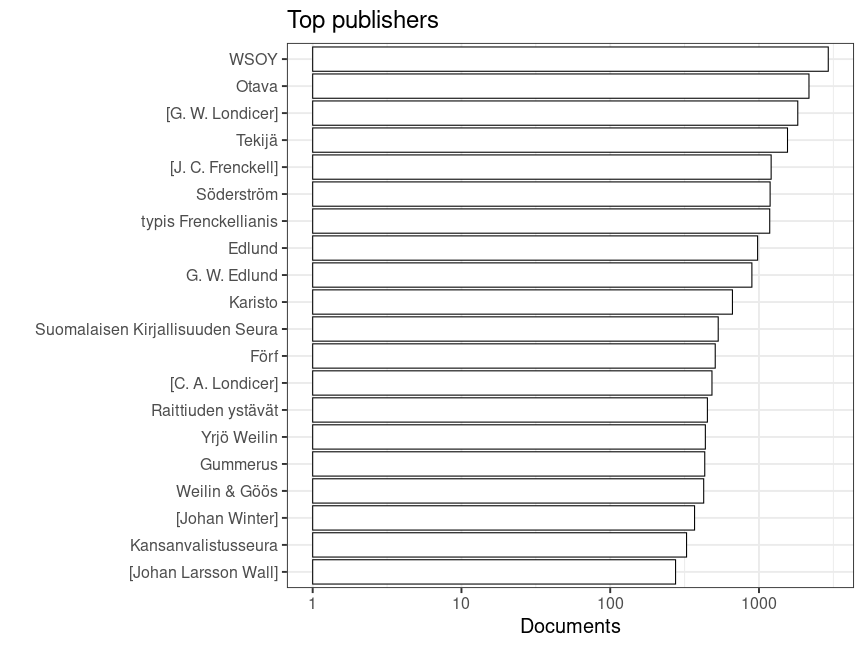 Top publishers
WSOY
Otava
[G. W. Londicer]
Tekijä
[J. C. Frenckell]
Söderström
typis Frenckellianis
Edlund
G. W. Edlund
Karisto
Suomalaisen Kirjallisuuden Seura
Förf
[C. A. Londicer]
Raittiuden ystävät
Yrjö Weilin
Gummerus
Weilin & Göös
[Johan Winter]
Kansanvalistusseura
[Johan Larsson Wall]
1 10 100 1000
Documents